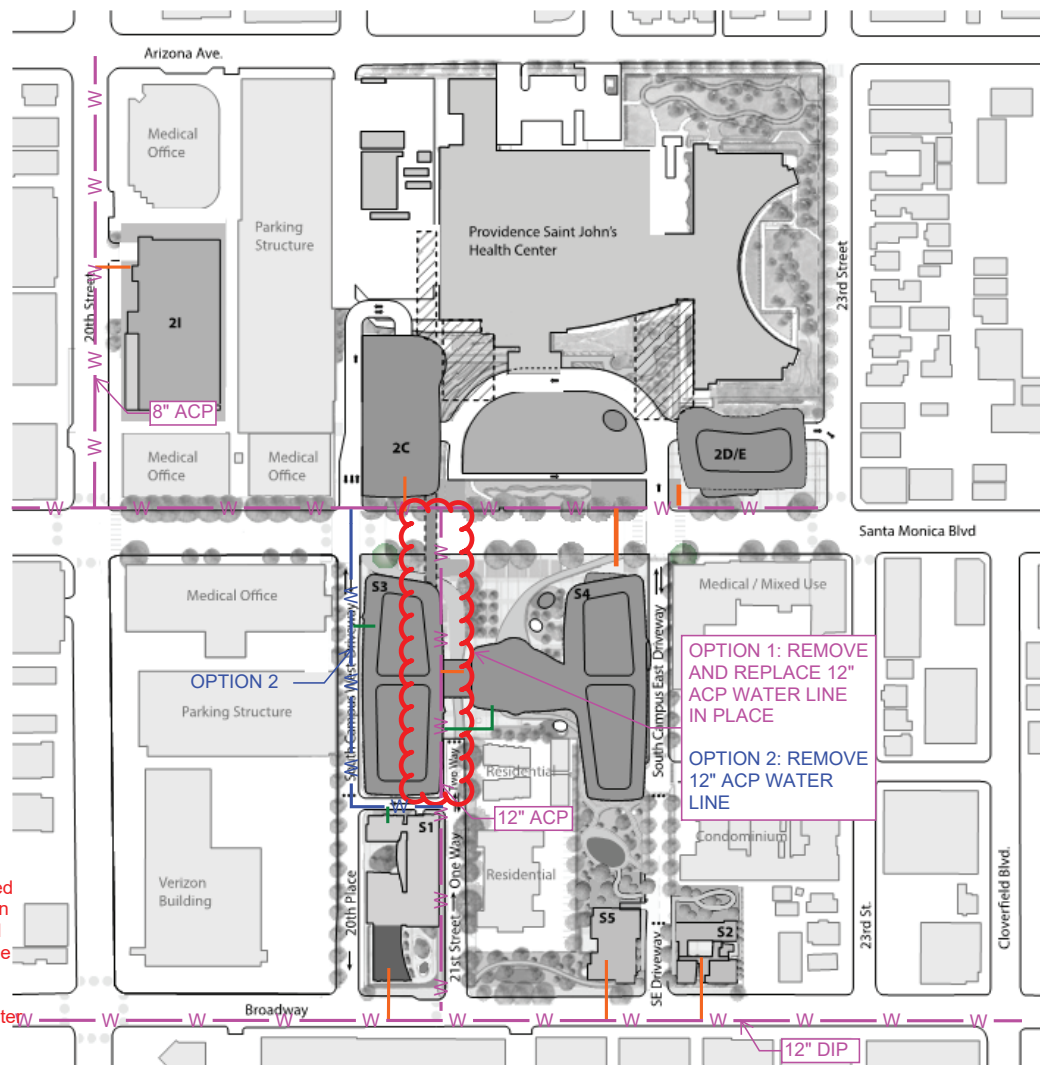 Arizona Ave.
W
W
Medical
Office
Parking
Structure
Providence Saint John's
Health Center
23rd Street
W
20th Street
2I
W
W
8" ACP
2C
2D/E
Medical
Office
Medical
Office
W
W
W
W
W
W
W
W
Santa Monica Blvd
W
Medical Office
S3
S4
Medical / Mixed Use
W
South Campus West Driveway
South Campus East Driveway
W
OPTION 2
Parking Structure
OPTION 1: REMOVE
AND REPLACE 12"
ACP WATER LINE
IN PLACE
OPTION 2: REMOVE
12" ACP WATER
LINE
W
Two Way
Residential
W
W
12" ACP
S1
Condominium
Verizon
Building
20th Place
21st Street
One Way
W
Residential
S5
S2
SE Driveway
23rd St.
Cloverfield Blvd.
ed
n
e
W
Broadway
ter
W
W
W
W
W
W
W
W
W
W
W
W
12" DIP